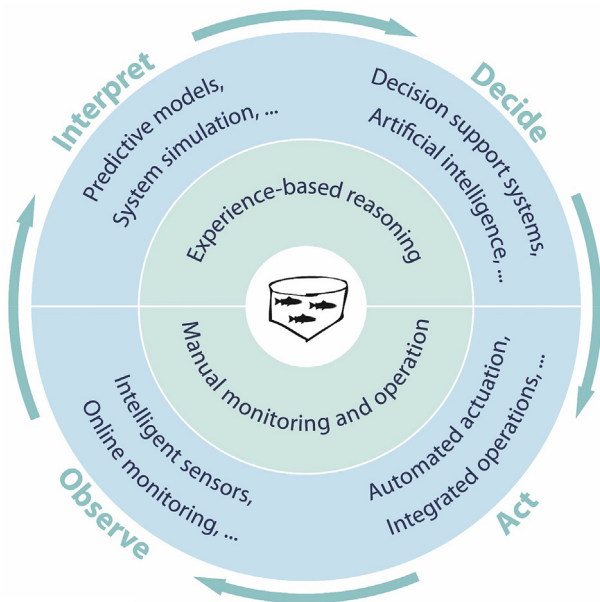 Interpret
Decide
Predictive models,
System simulation, ...
Decision support systems,
Artificial intelligence, ...
Experience-based reasoning
Manual monitoring and operation
Intelligent sensors,
Online monitoring, ...
Automated actuation,
Integrated operations, ...
Observe
Act